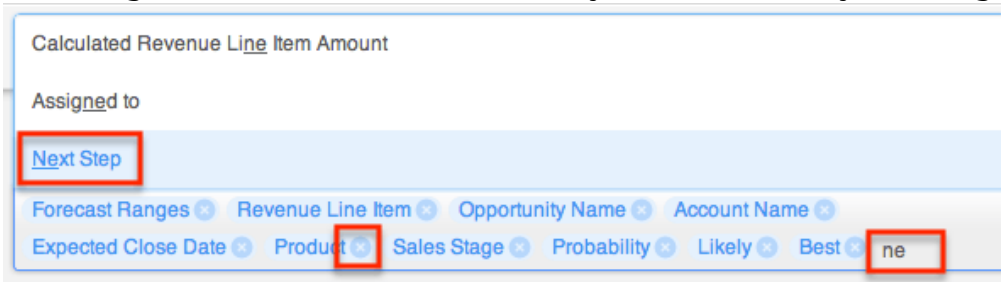 Calculated Revenue Line Item Amount
Assigned to
Next Step
Forecast Ranges Revenue Line Item Opportunity Name Account Name
Expected Close Date Product Sales Stage Probability Likely Best ne